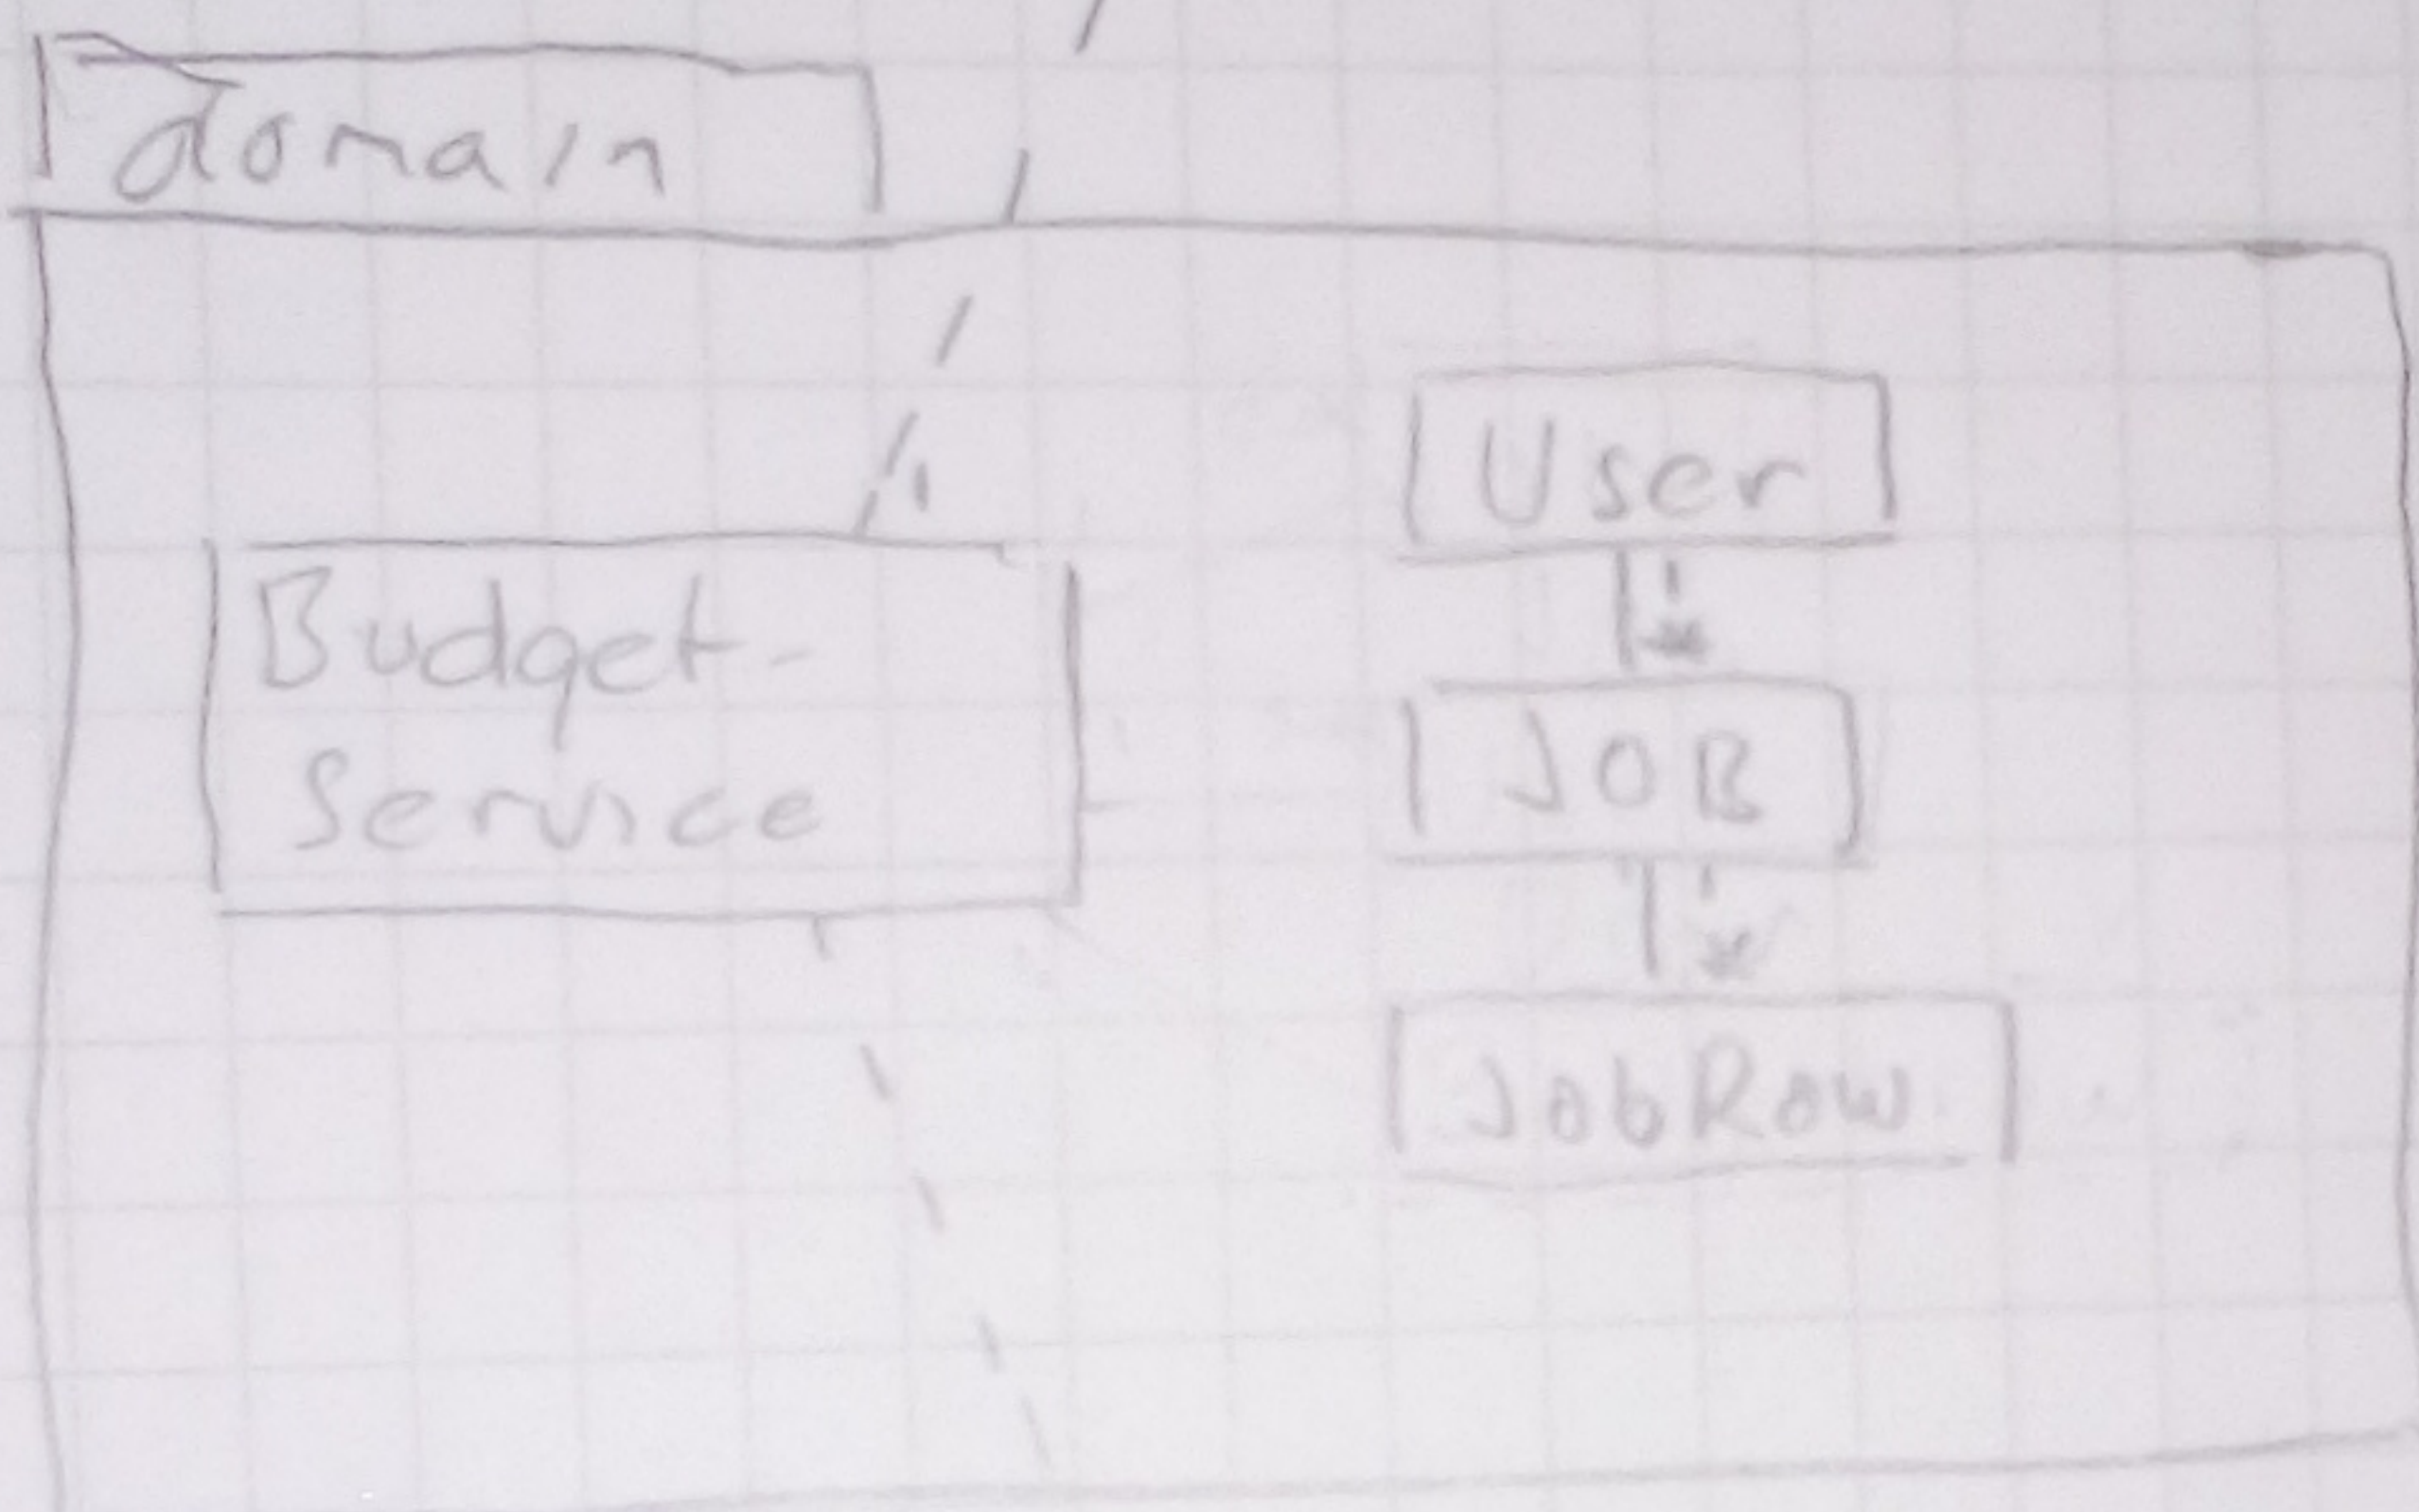 domain
User
1
*
Budget-
Service
JOB
1
*
JobRow